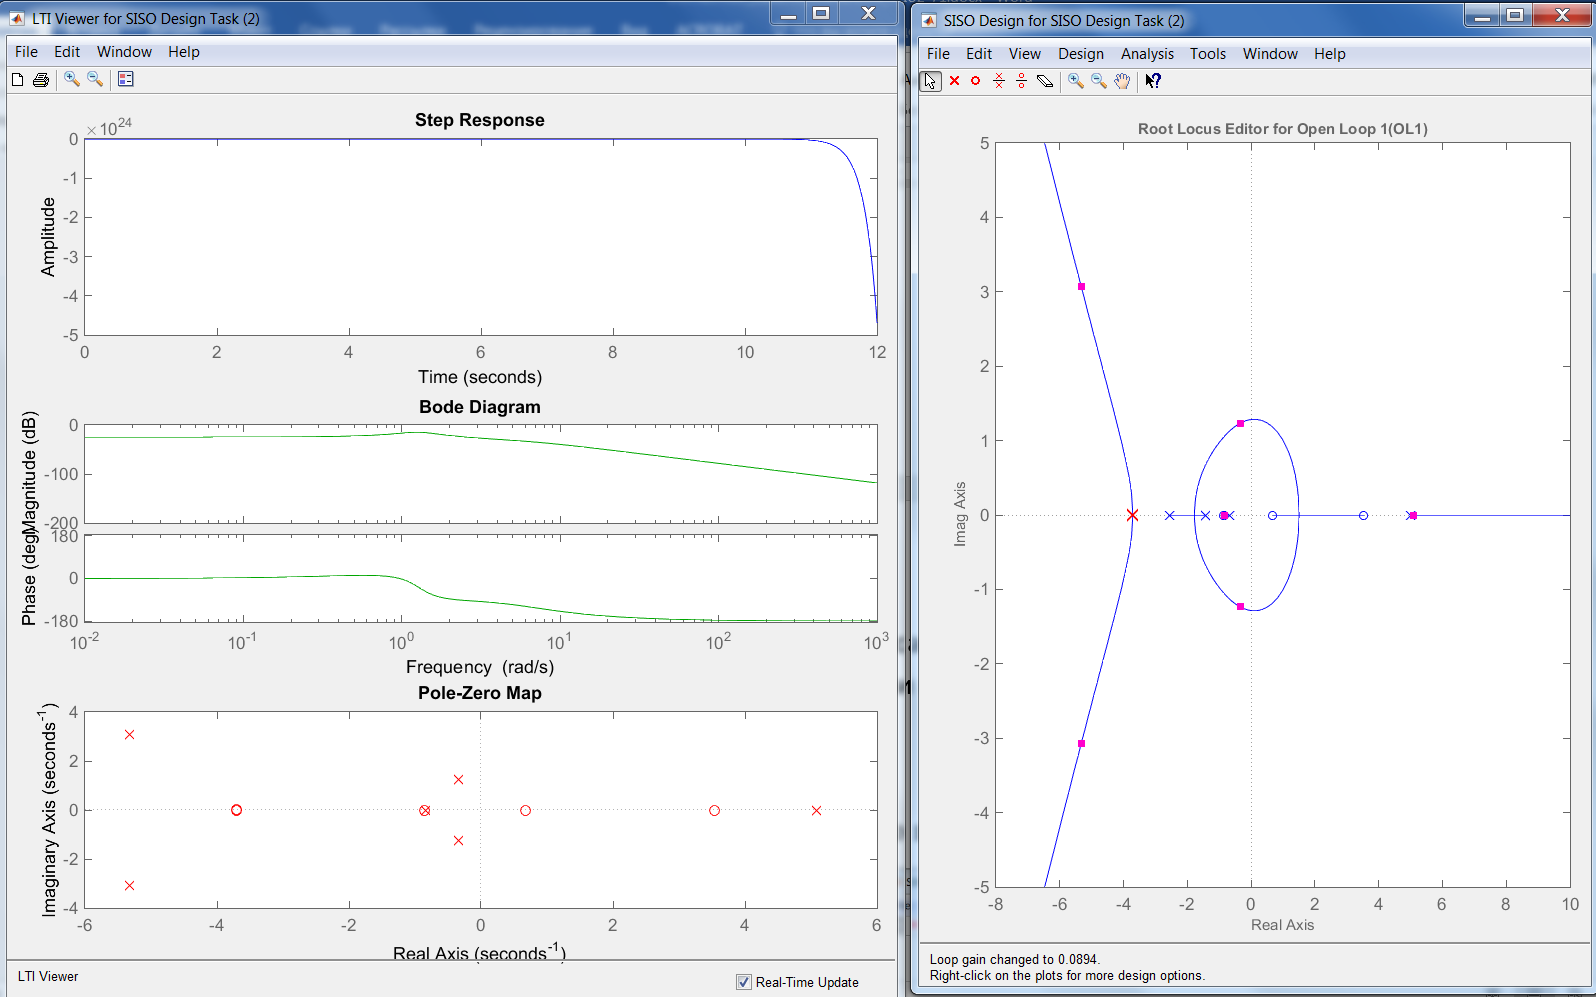 LTI Viewer for SISO Design Task (2)
File Edit Window Help
Step Response
×10^24
0
-1
-2
-3
-4
-5
Amplitude
0 2 4 6 8 10 12
Time (seconds)
Bode Diagram
0
-100
-200
Magnitude (dB)
180
0
-180
Phase (deg)
10^-2 10^-1 10^0 10^1 10^2 10^3
Frequency (rad/s)
Pole-Zero Map
4
2
0
-2
-4
Imaginary Axis (seconds^-1)
-6 -4 -2 0 2 4 6
Real Axis (seconds^-1)
LTI Viewer
Real-Time Update
SISO Design for SISO Design Task (2)
File Edit View Design Analysis Tools Window Help
Root Locus Editor for Open Loop 1(OL1)
5
4
3
2
1
0
-1
-2
-3
-4
-5
Imag Axis
-8 -6 -4 -2 0 2 4 6 8 10
Real Axis
Loop gain changed to 0.0894.
Right-click on the plots for more design options.